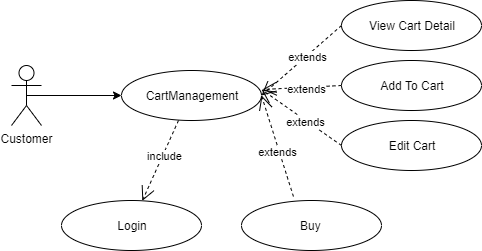 View Cart Detail
extends
CartManagement
extends
Add To Cart
Customer
extends
Edit Cart
include
extends
Login
Buy